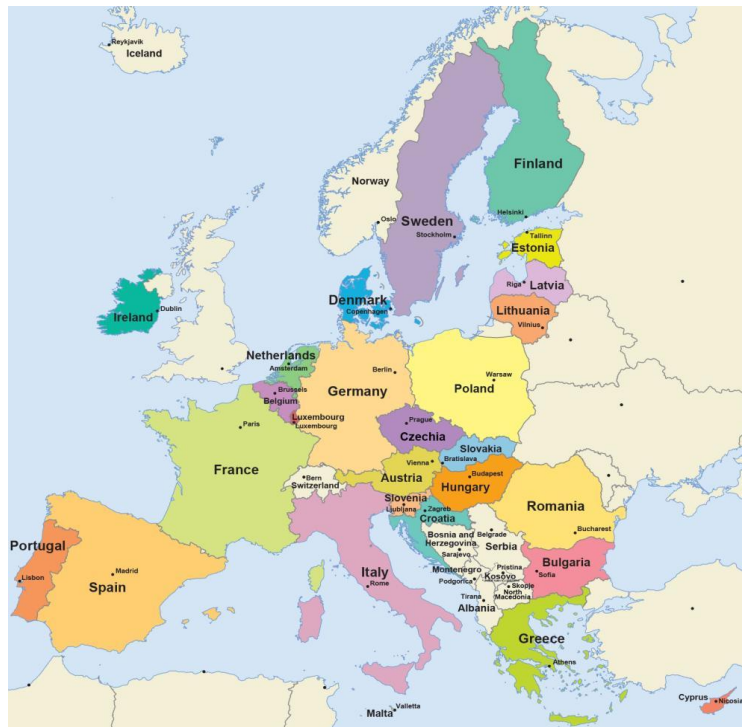 Reykjavik
Iceland
Finland
Norway
Sweden
Helsinki
Oslo
Stockholm
Tallinn
Estonia
Riga
Latvia
Denmark
Copenhagen
Lithuania
Vilnius
Dublin
Ireland
Netherlands
Amsterdam
Berlin
Warsaw
Germany
Poland
Brussels
Belgium
Luxembourg
Luxembourg
Paris
Prague
Czechia
Slovakia
Bratislava
Vienna
France
Austria
Budapest
Hungary
Bern
Switzerland
Slovenia
Ljubljana
Zagreb
Croatia
Romania
Bucharest
Bosnia and
Herzegovina
Sarajevo
Belgrade
Serbia
Portugal
Lisbon
Madrid
Spain
Italy
Rome
Montenegro
Podgorica
Pristina
Kosovo
Bulgaria
Sofia
Skopje
North
Macedonia
Tirana
Albania
Greece
Athens
Cyprus
Nicosia
Valletta
Malta